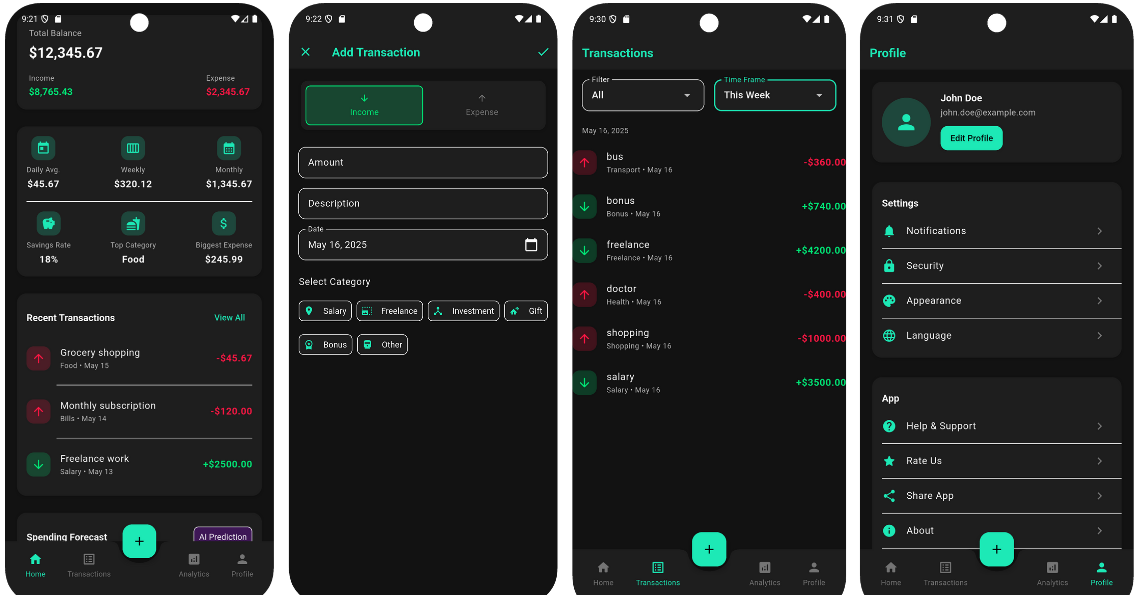 9:21
Total Balance
$12,345.67
Income Expense
$8,765.43 $2,345.67
Daily Avg. Weekly Monthly
$45.67 $320.12 $1,345.67
Savings Rate Top Category Biggest Expense
18% Food $245.99
Recent Transactions View All
Grocery shopping -$45.67
Food • May 15
Monthly subscription -$120.00
Bills • May 14
Freelance work +$2500.00
Salary • May 13
Spending Forecast AI Prediction
Home Transactions + Analytics Profile
9:22
Add Transaction
Income Expense
Amount
Description
Date
May 16, 2025
Select Category
Salary Freelance Investment Gift
Bonus Other
9:30
Transactions
Filter Time Frame
All This Week
May 16, 2025
bus -$360.00
Transport • May 16
bonus +$740.00
Bonus • May 16
freelance +$4200.00
Freelance • May 16
doctor -$400.00
Health • May 16
shopping -$1000.00
Shopping • May 16
salary +$3500.00
Salary • May 16
Home Transactions + Analytics Profile
9:31
Profile
John Doe
john.doe@example.com
Edit Profile
Settings
Notifications
Security
Appearance
Language
App
Help & Support
Rate Us
Share App
About
Home Transactions + Analytics Profile